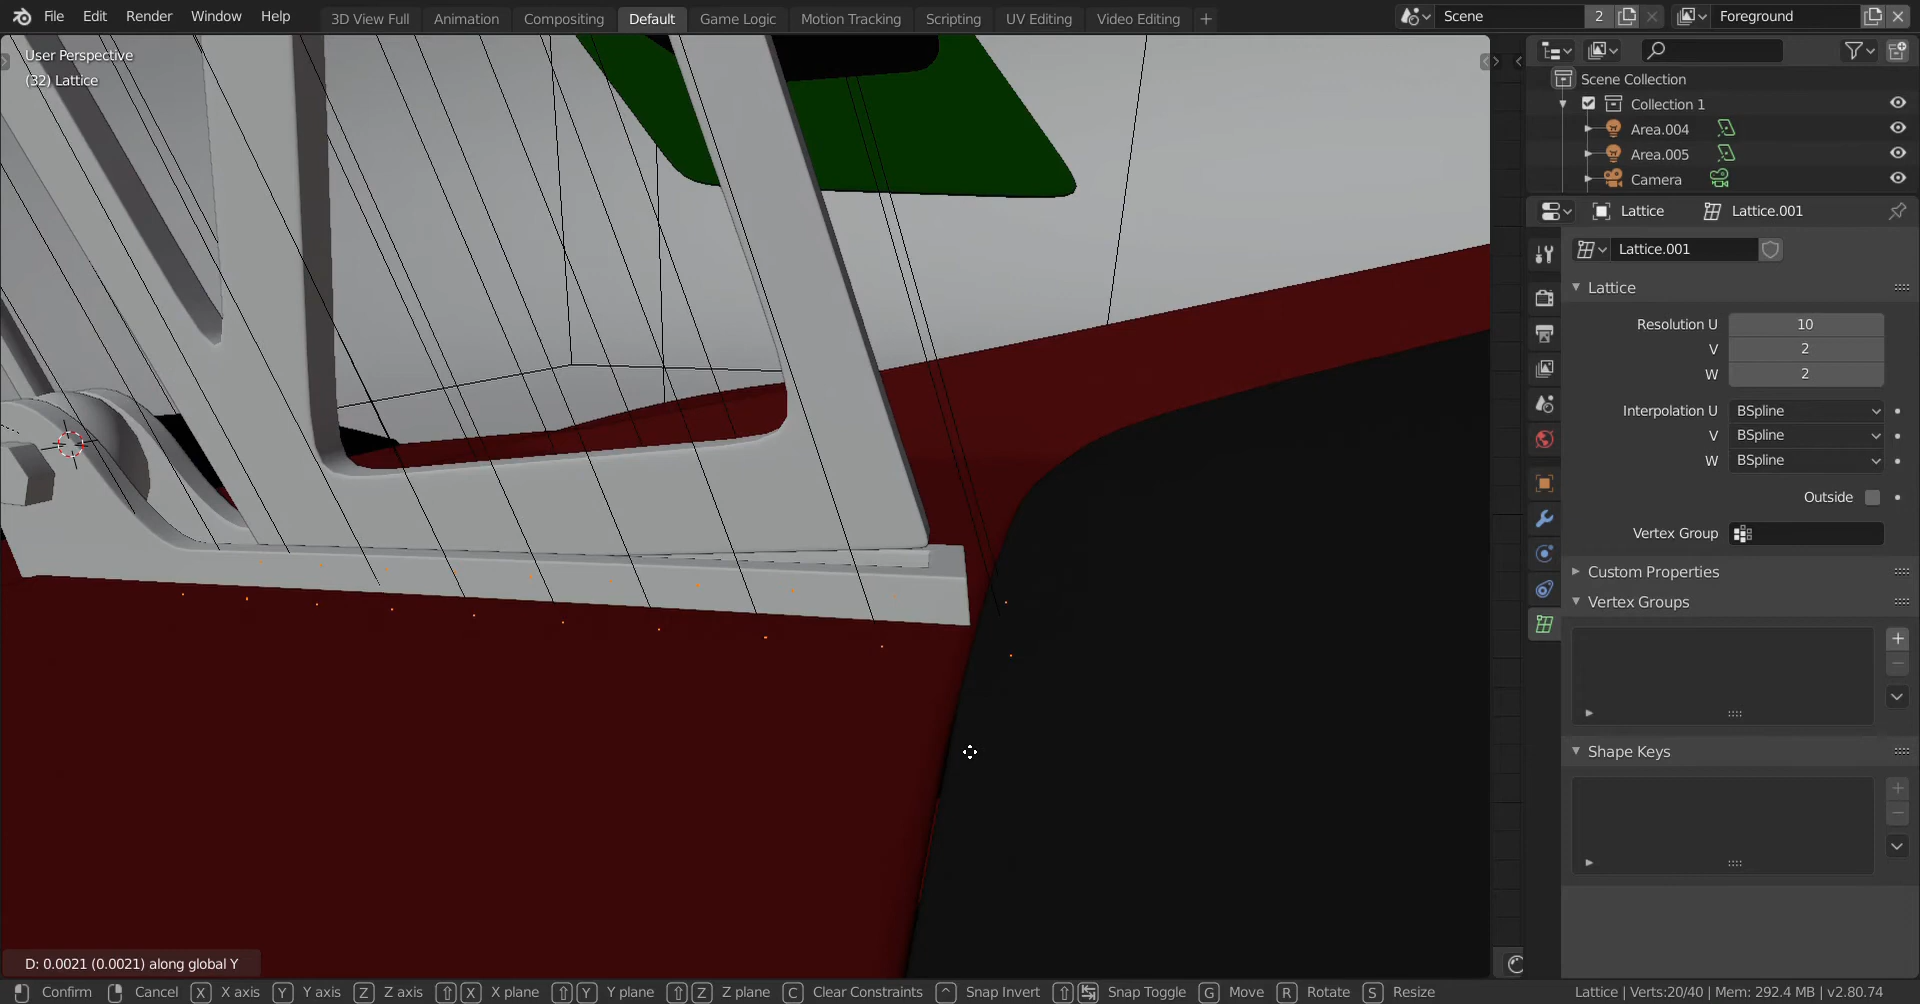 File Edit Render Window Help 3D View Full Animation Compositing Default Game Logic Motion Tracking Scripting UV Editing Video Editing + Scene 2 Foreground
User Perspective
(32) Lattice
Scene Collection
Collection 1
Area.004
Area.005
Camera
Lattice Lattice.001
Lattice.001
Lattice
Resolution U 10
V 2
W 2
Interpolation U BSpline
V BSpline
W BSpline
Outside
Vertex Group
Custom Properties
Vertex Groups
Shape Keys
D: 0.0021 (0.0021) along global Y
Confirm Cancel X X axis Y Y axis Z Z axis X X plane Y Y plane Z Z plane C Clear Constraints ^ Snap Invert Snap Toggle G Move R Rotate S Resize Lattice | Verts:20/40 | Mem: 292.4 MB | v2.80.74